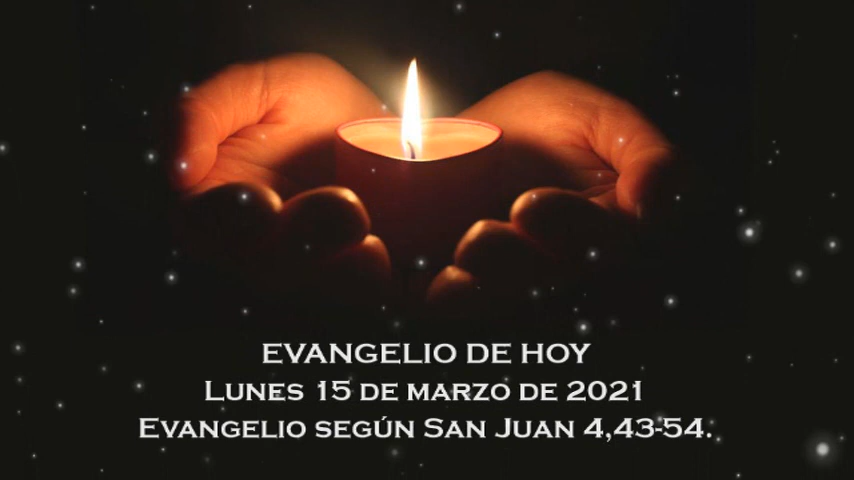 EVANGELIO DE HOY
LUNES 15 DE MARZO DE 2021
EVANGELIO SEGÚN SAN JUAN 4,43-54.